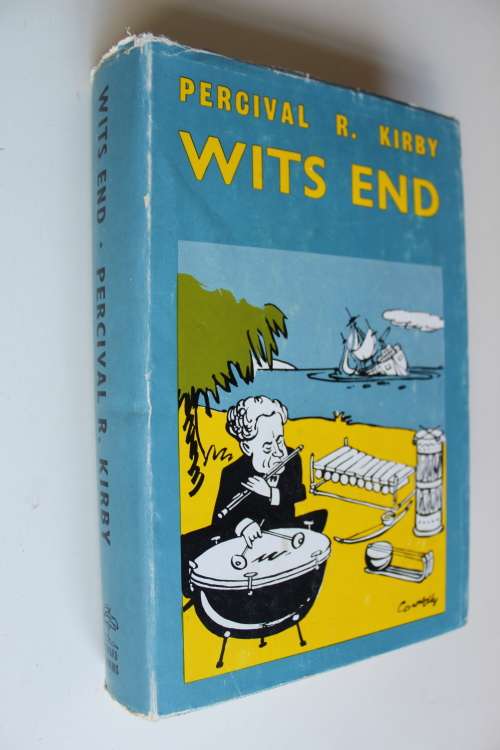 PERCIVAL R. KIRBY
WITS END
WITS END · PERCIVAL R. KIRBY